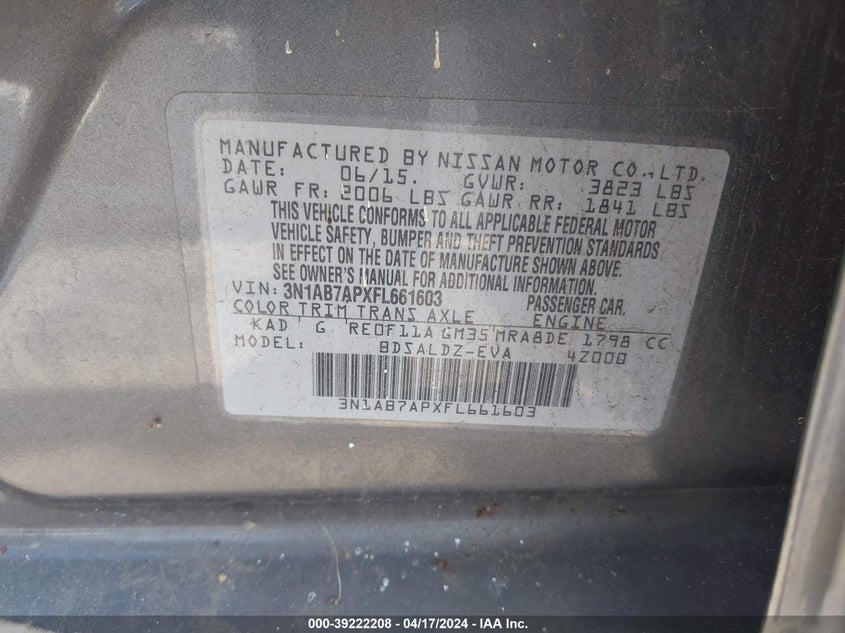 MANUFACTURED BY NISSAN MOTOR CO., LTD.
DATE: 06/15. GVWR: 3823 LBS
GAWR FR: 2006 LBS GAWR RR: 1841 LBS
THIS VEHICLE CONFORMS TO ALL APPLICABLE FEDERAL MOTOR
VEHICLE SAFETY, BUMPER AND THEFT PREVENTION STANDARDS
IN EFFECT ON THE DATE OF MANUFACTURE SHOWN ABOVE.
SEE OWNER'S MANUAL FOR ADDITIONAL INFORMATION.
VIN: 3N1AB7APXFL661603 PASSENGER CAR.
COLOR TRIM TRANS AXLE ENGINE
KAD G RE0F11A GM35 MRA8DE 1798 CC
MODEL: BDSALDZ-EVA 4Z000
3N1AB7APXFL661603
000-39222208 - 04/17/2024 - COPYRIGHT © IAA, LLC.